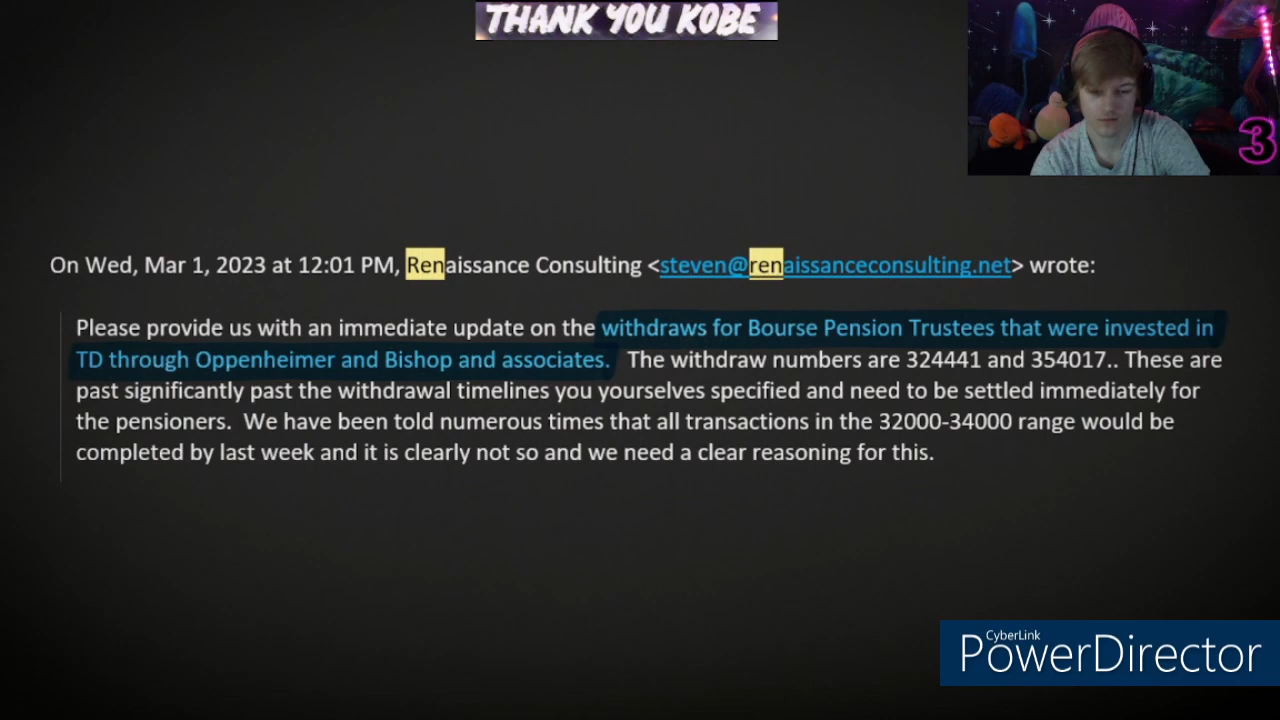 THANK YOU KOBE
3
On Wed, Mar 1, 2023 at 12:01 PM, Renaissance Consulting <steven@renaissanceconsulting.net> wrote:
Please provide us with an immediate update on the withdraws for Bourse Pension Trustees that were invested in
TD through Oppenheimer and Bishop and associates. The withdraw numbers are 324441 and 354017.. These are
past significantly past the withdrawal timelines you yourselves specified and need to be settled immediately for
the pensioners. We have been told numerous times that all transactions in the 32000-34000 range would be
completed by last week and it is clearly not so and we need a clear reasoning for this.
CyberLink
PowerDirector